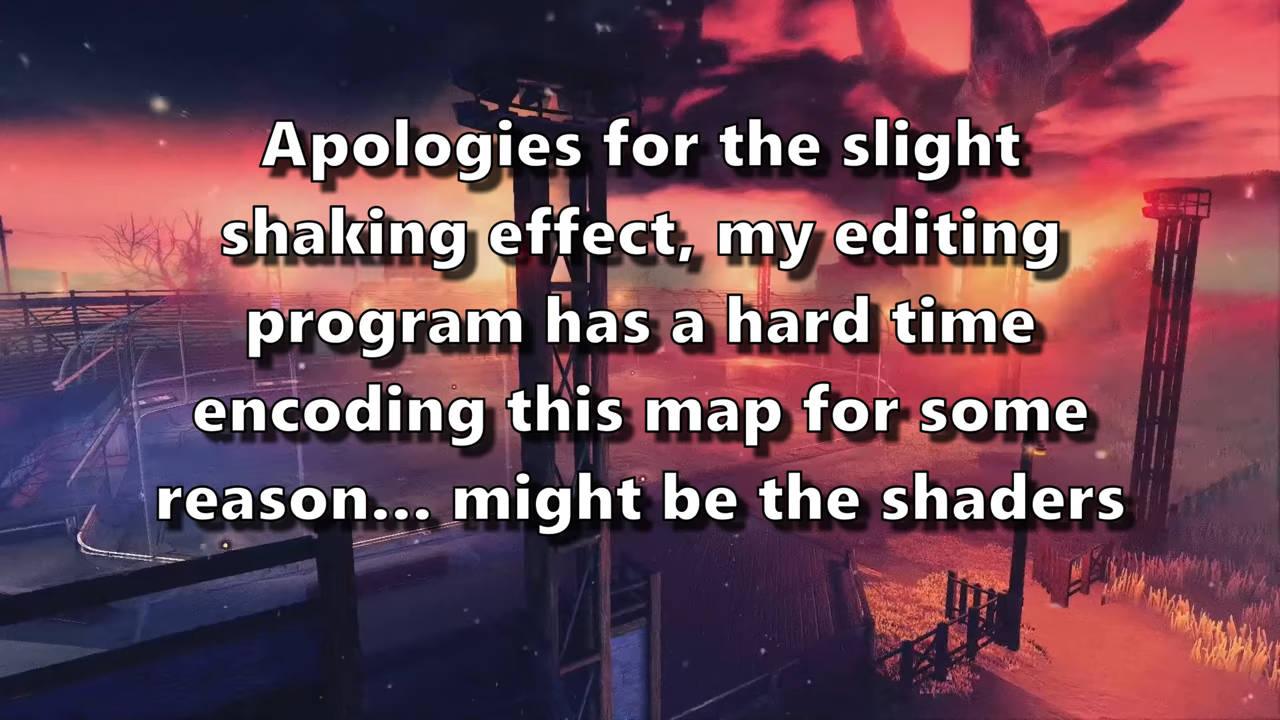 Apologies for the slight
shaking effect, my editing
program has a hard time
encoding this map for some
reason... might be the shaders